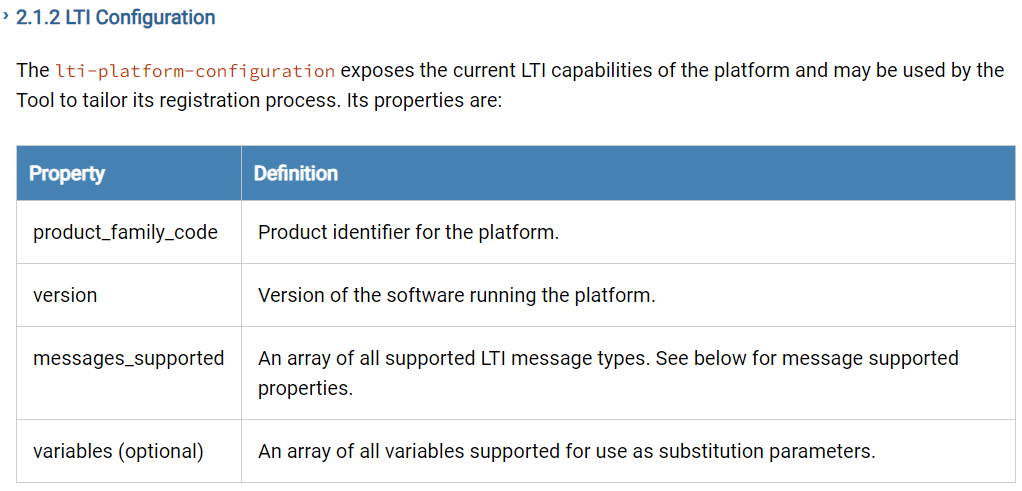 › 2.1.2 LTI Configuration
The lti-platform-configuration exposes the current LTI capabilities of the platform and may be used by the
Tool to tailor its registration process. Its properties are:
Property Definition
product_family_code Product identifier for the platform.
version Version of the software running the platform.
messages_supported An array of all supported LTI message types. See below for message supported
properties.
variables (optional) An array of all variables supported for use as substitution parameters.